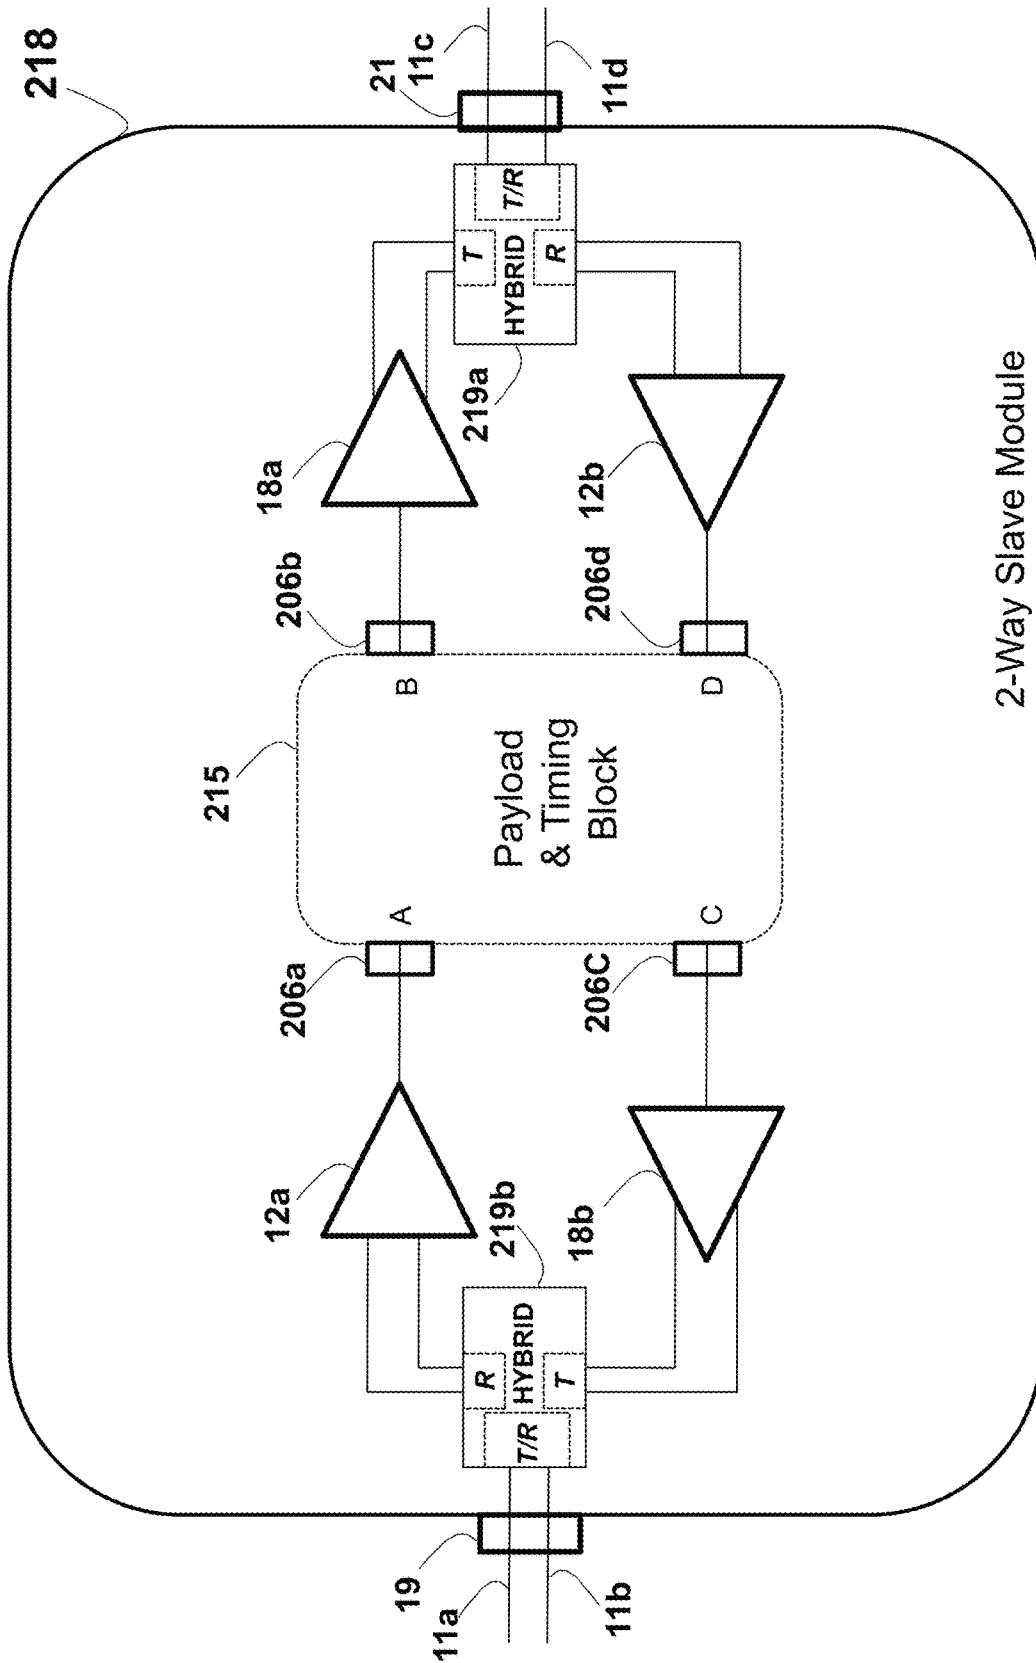 218
21
11c
11d
T/R
T
HYBRID
R
219a
18a
12b
206b
206d
B
D
215
Payload
& Timing
Block
A
C
206a
206C
12a
18b
219b
R
HYBRID
T
T/R
19
11a
11b
2-Way Slave Module